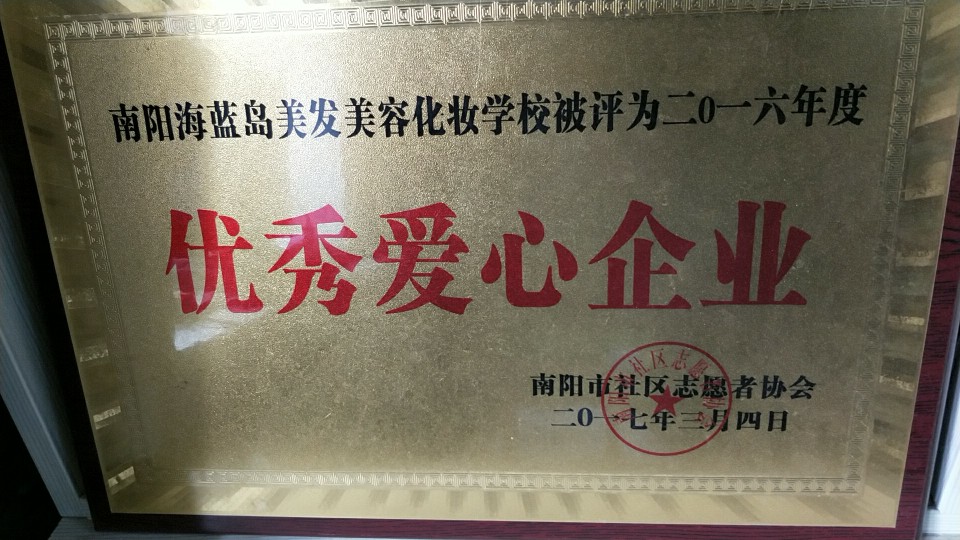 南阳海蓝岛美发美容化妆学校被评为二0一六年度
优秀爱心企业
南阳市社区志愿者协会
二0一七年三月四日